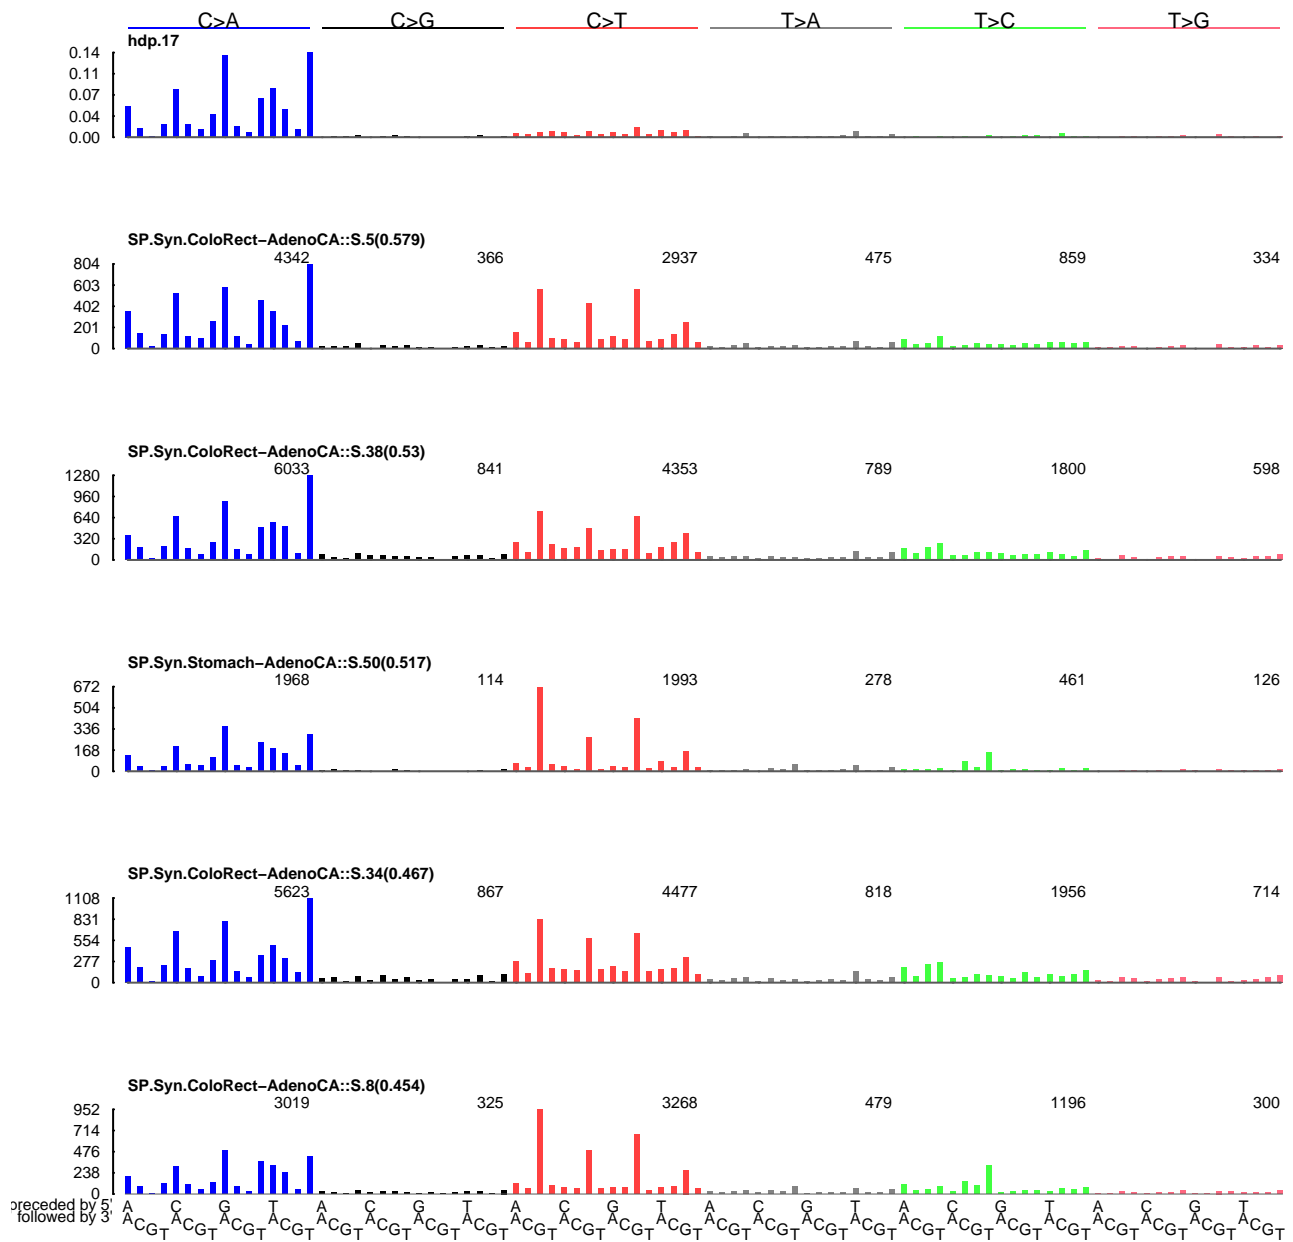 C>A C>G C>T T>A T>C T>G
hdp.17
0.14
0.11
0.07
0.04
0.00
SP.Syn.ColoRect−AdenoCA::S.5(0.579)
4342 366 2937 475 859 334
804
603
402
201
0
SP.Syn.ColoRect−AdenoCA::S.38(0.53)
6033 841 4353 789 1800 598
1280
960
640
320
0
SP.Syn.Stomach−AdenoCA::S.50(0.517)
1968 114 1993 278 461 126
672
504
336
168
0
SP.Syn.ColoRect−AdenoCA::S.34(0.467)
5623 867 4477 818 1956 714
1108
831
554
277
0
SP.Syn.ColoRect−AdenoCA::S.8(0.454)
3019 325 3268 479 1196 300
952
714
476
238
0
preceded by 5' A C G T A C G T A C G T A C G T A C G T A C G T
followed by 3' A C G T A C G T A C G T A C G T A C G T A C G T A C G T A C G T A C G T A C G T A C G T A C G T A C G T A C G T A C G T A C G T A C G T A C G T A C G T A C G T A C G T A C G T A C G T A C G T